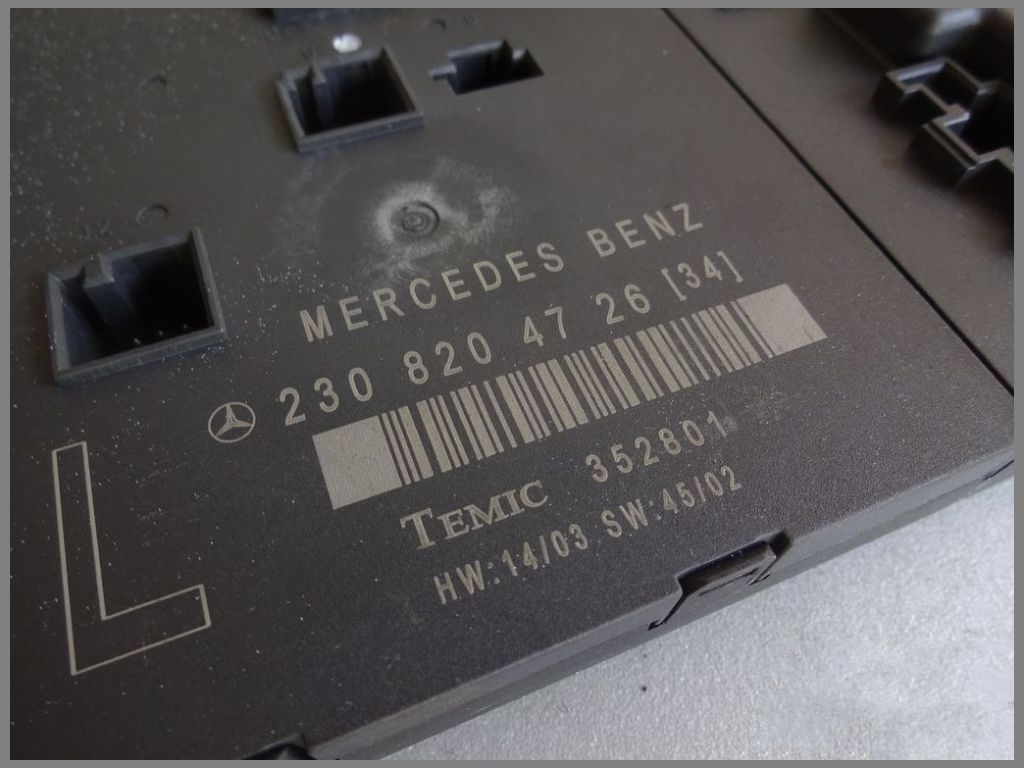 MERCEDES BENZ
230 820 47 26 [34]
TEMIC 352801
HW:14/03 SW:45/02
L